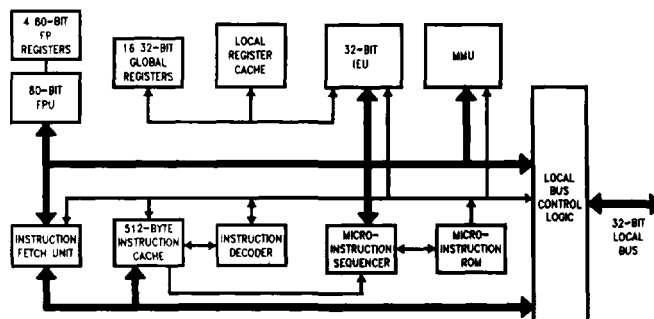 4 80-BIT
FP
REGISTERS
80-BIT
FPU
16 32-BIT
GLOBAL
REGISTERS
LOCAL
REGISTER
CACHE
32-BIT
IEU
MMU
LOCAL
BUS
CONTROL
LOGIC
32-BIT
LOCAL
BUS
INSTRUCTION
FETCH UNIT
512-BYTE
INSTRUCTION
CACHE
INSTRUCTION
DECODER
MICRO-
INSTRUCTION
SEQUENCER
MICRO-
INSTRUCTION
ROM